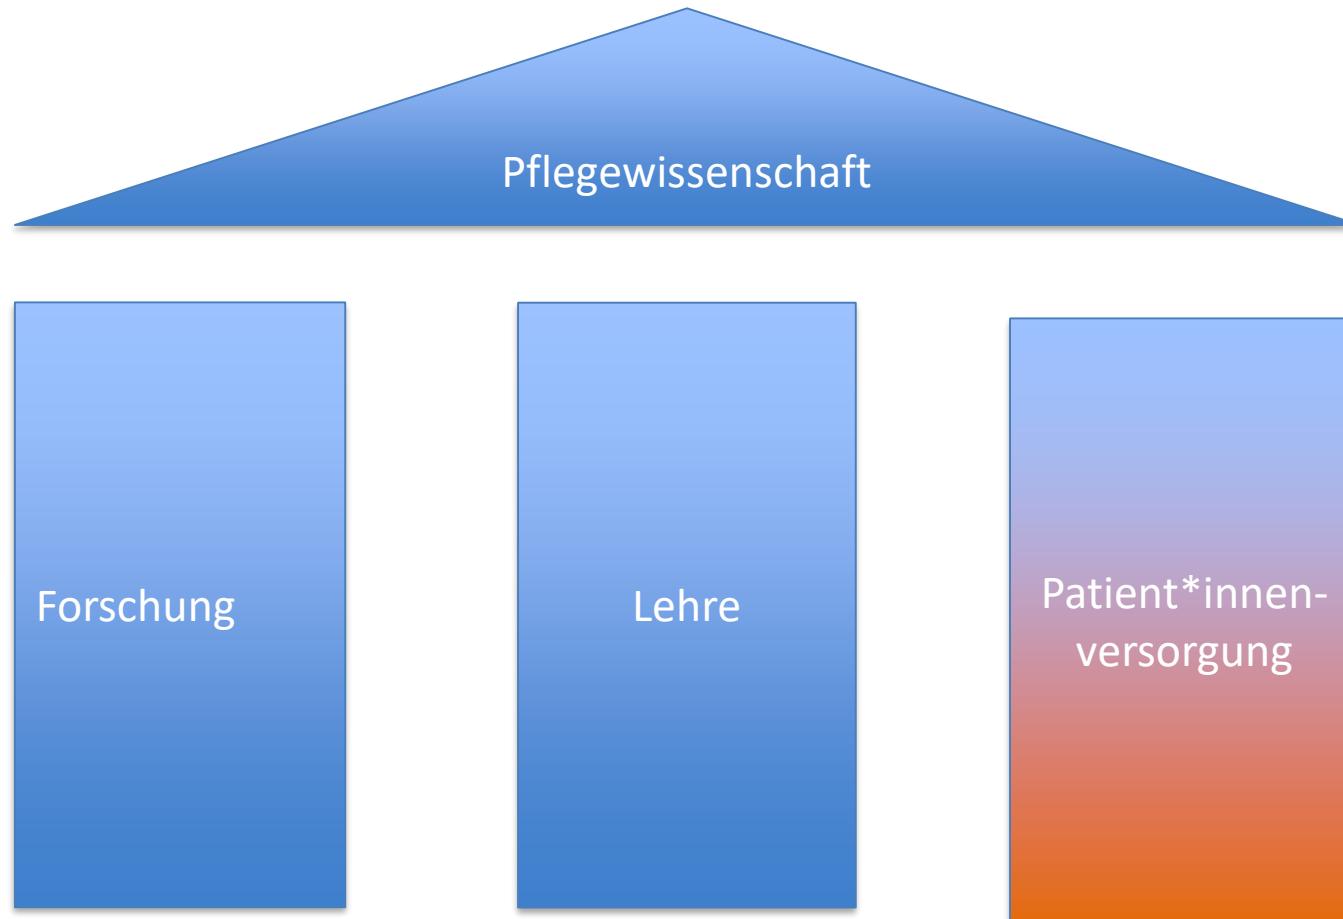 Pflegewissenschaft
Forschung
Lehre
Patient*innen-
versorgung